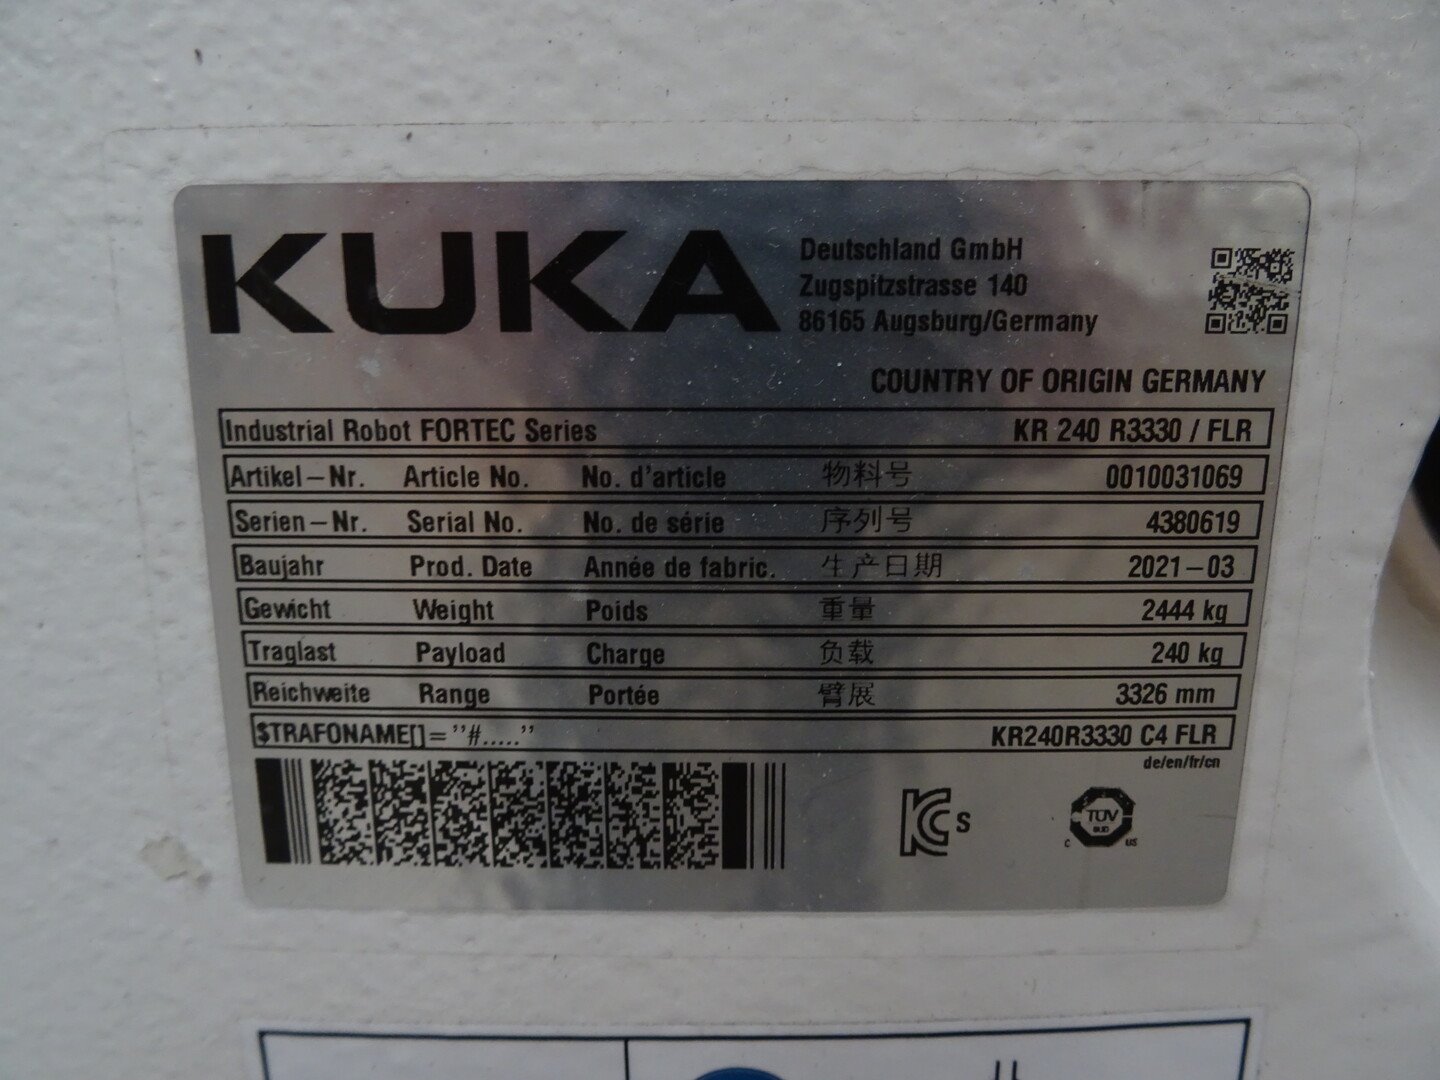 KUKA
Deutschland GmbH
Zugspitzstrasse 140
86165 Augsburg/Germany
COUNTRY OF ORIGIN GERMANY
Industrial Robot FORTEC Series KR 240 R3330 / FLR
Artikel-Nr. Article No. No. d'article 物料号 0010031069
Serien-Nr. Serial No. No. de série 序列号 4380619
Baujahr Prod. Date Année de fabric. 生产日期 2021-03
Gewicht Weight Poids 重量 2444 kg
Traglast Payload Charge 负载 240 kg
Reichweite Range Portée 臂展 3326 mm
$TRAFONAME[]="#....." KR240R3330 C4 FLR
de/en/fr/cn
KC S
TÜV
SUD
C US